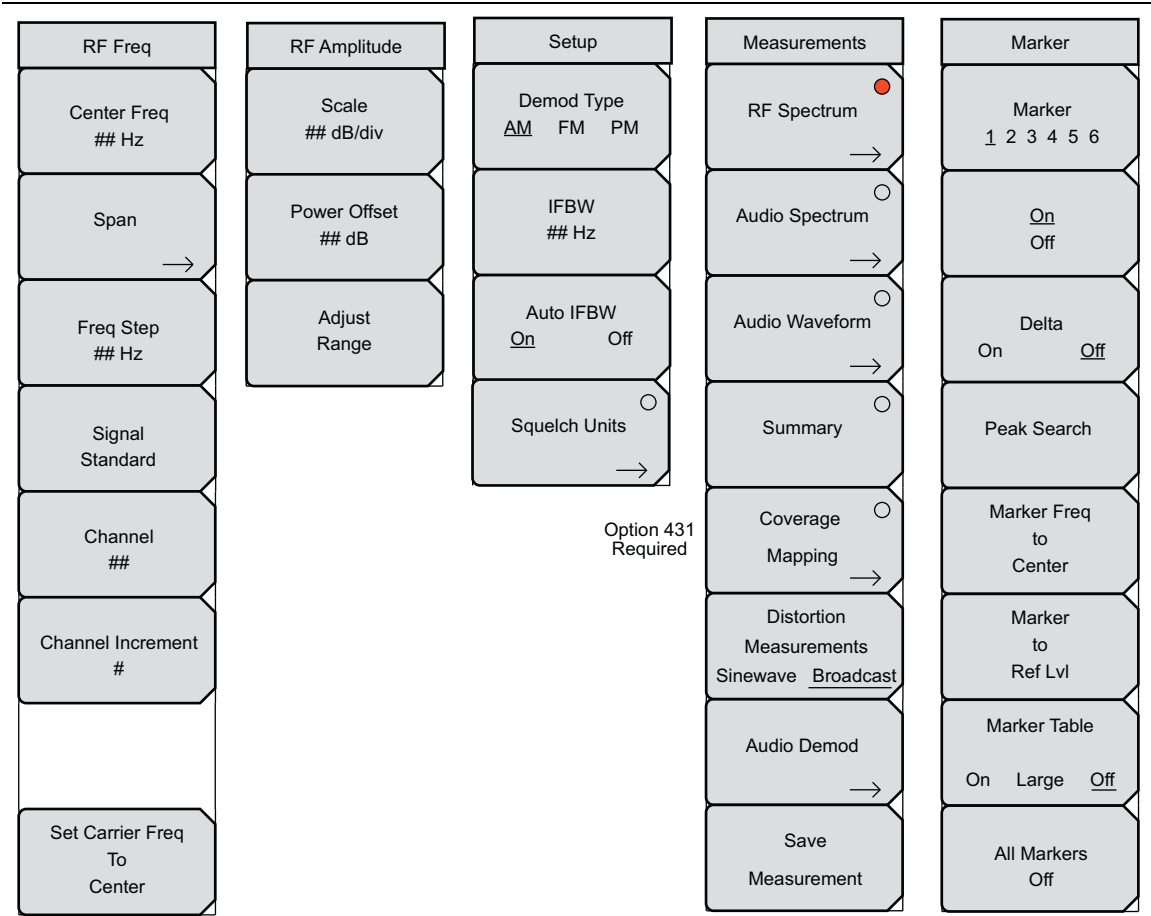 RF Freq
Center Freq
## Hz
Span
Freq Step
## Hz
Signal
Standard
Channel
##
Channel Increment
#
Set Carrier Freq
To
Center
RF Amplitude
Scale
## dB/div
Power Offset
## dB
Adjust
Range
Setup
Demod Type
AM FM PM
IFBW
## Hz
Auto IFBW
On Off
Squelch Units
Option 431
Required
Measurements
RF Spectrum
Audio Spectrum
Audio Waveform
Summary
Coverage
Mapping
Distortion
Measurements
Sinewave Broadcast
Audio Demod
Save
Measurement
Marker
Marker
1 2 3 4 5 6
On
Off
Delta
On Off
Peak Search
Marker Freq
to
Center
Marker
to
Ref Lvl
Marker Table
On Large Off
All Markers
Off